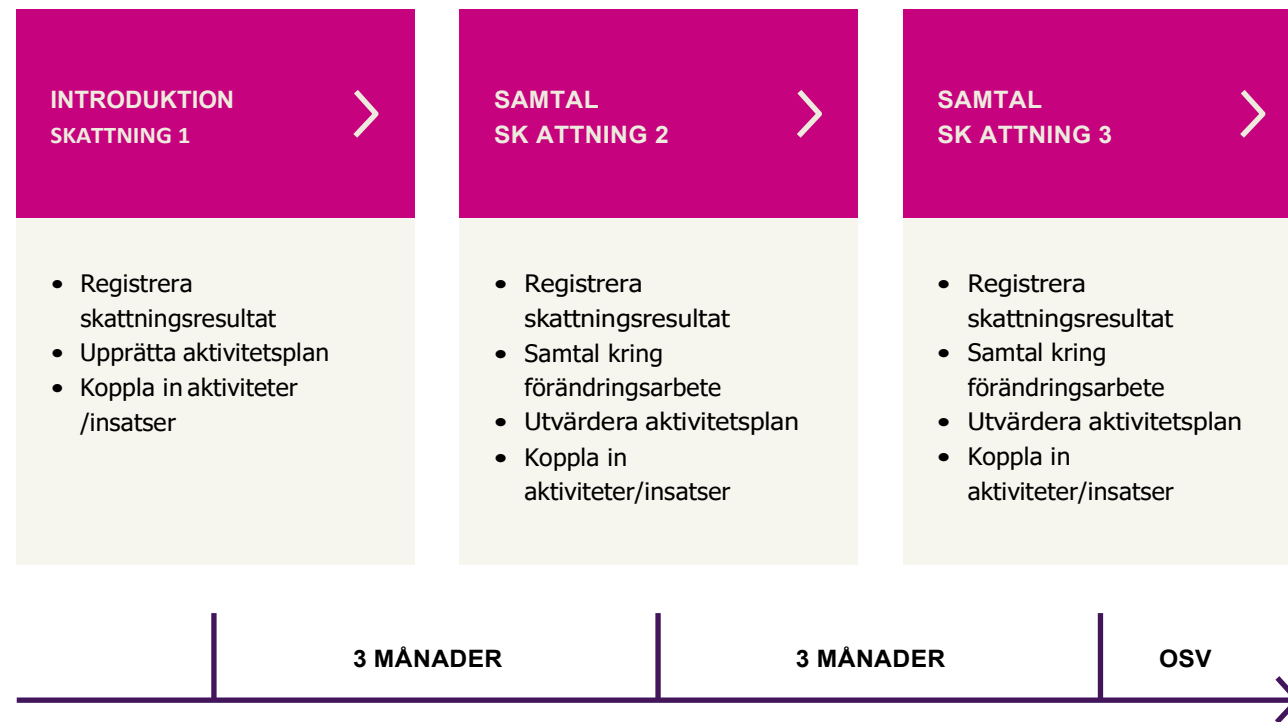 INTRODUKTION
SKATTNING 1
• Registrera
skattningsresultat
• Upprätta aktivitetsplan
• Koppla in aktiviteter
/insatser
SAMTAL
SK ATTNING 2
• Registrera
skattningsresultat
• Samtal kring
förändringsarbete
• Utvärdera aktivitetsplan
• Koppla in
aktiviteter/insatser
SAMTAL
SK ATTNING 3
• Registrera
skattningsresultat
• Samtal kring
förändringsarbete
• Utvärdera aktivitetsplan
• Koppla in
aktiviteter/insatser
3 MÅNADER
3 MÅNADER
OSV